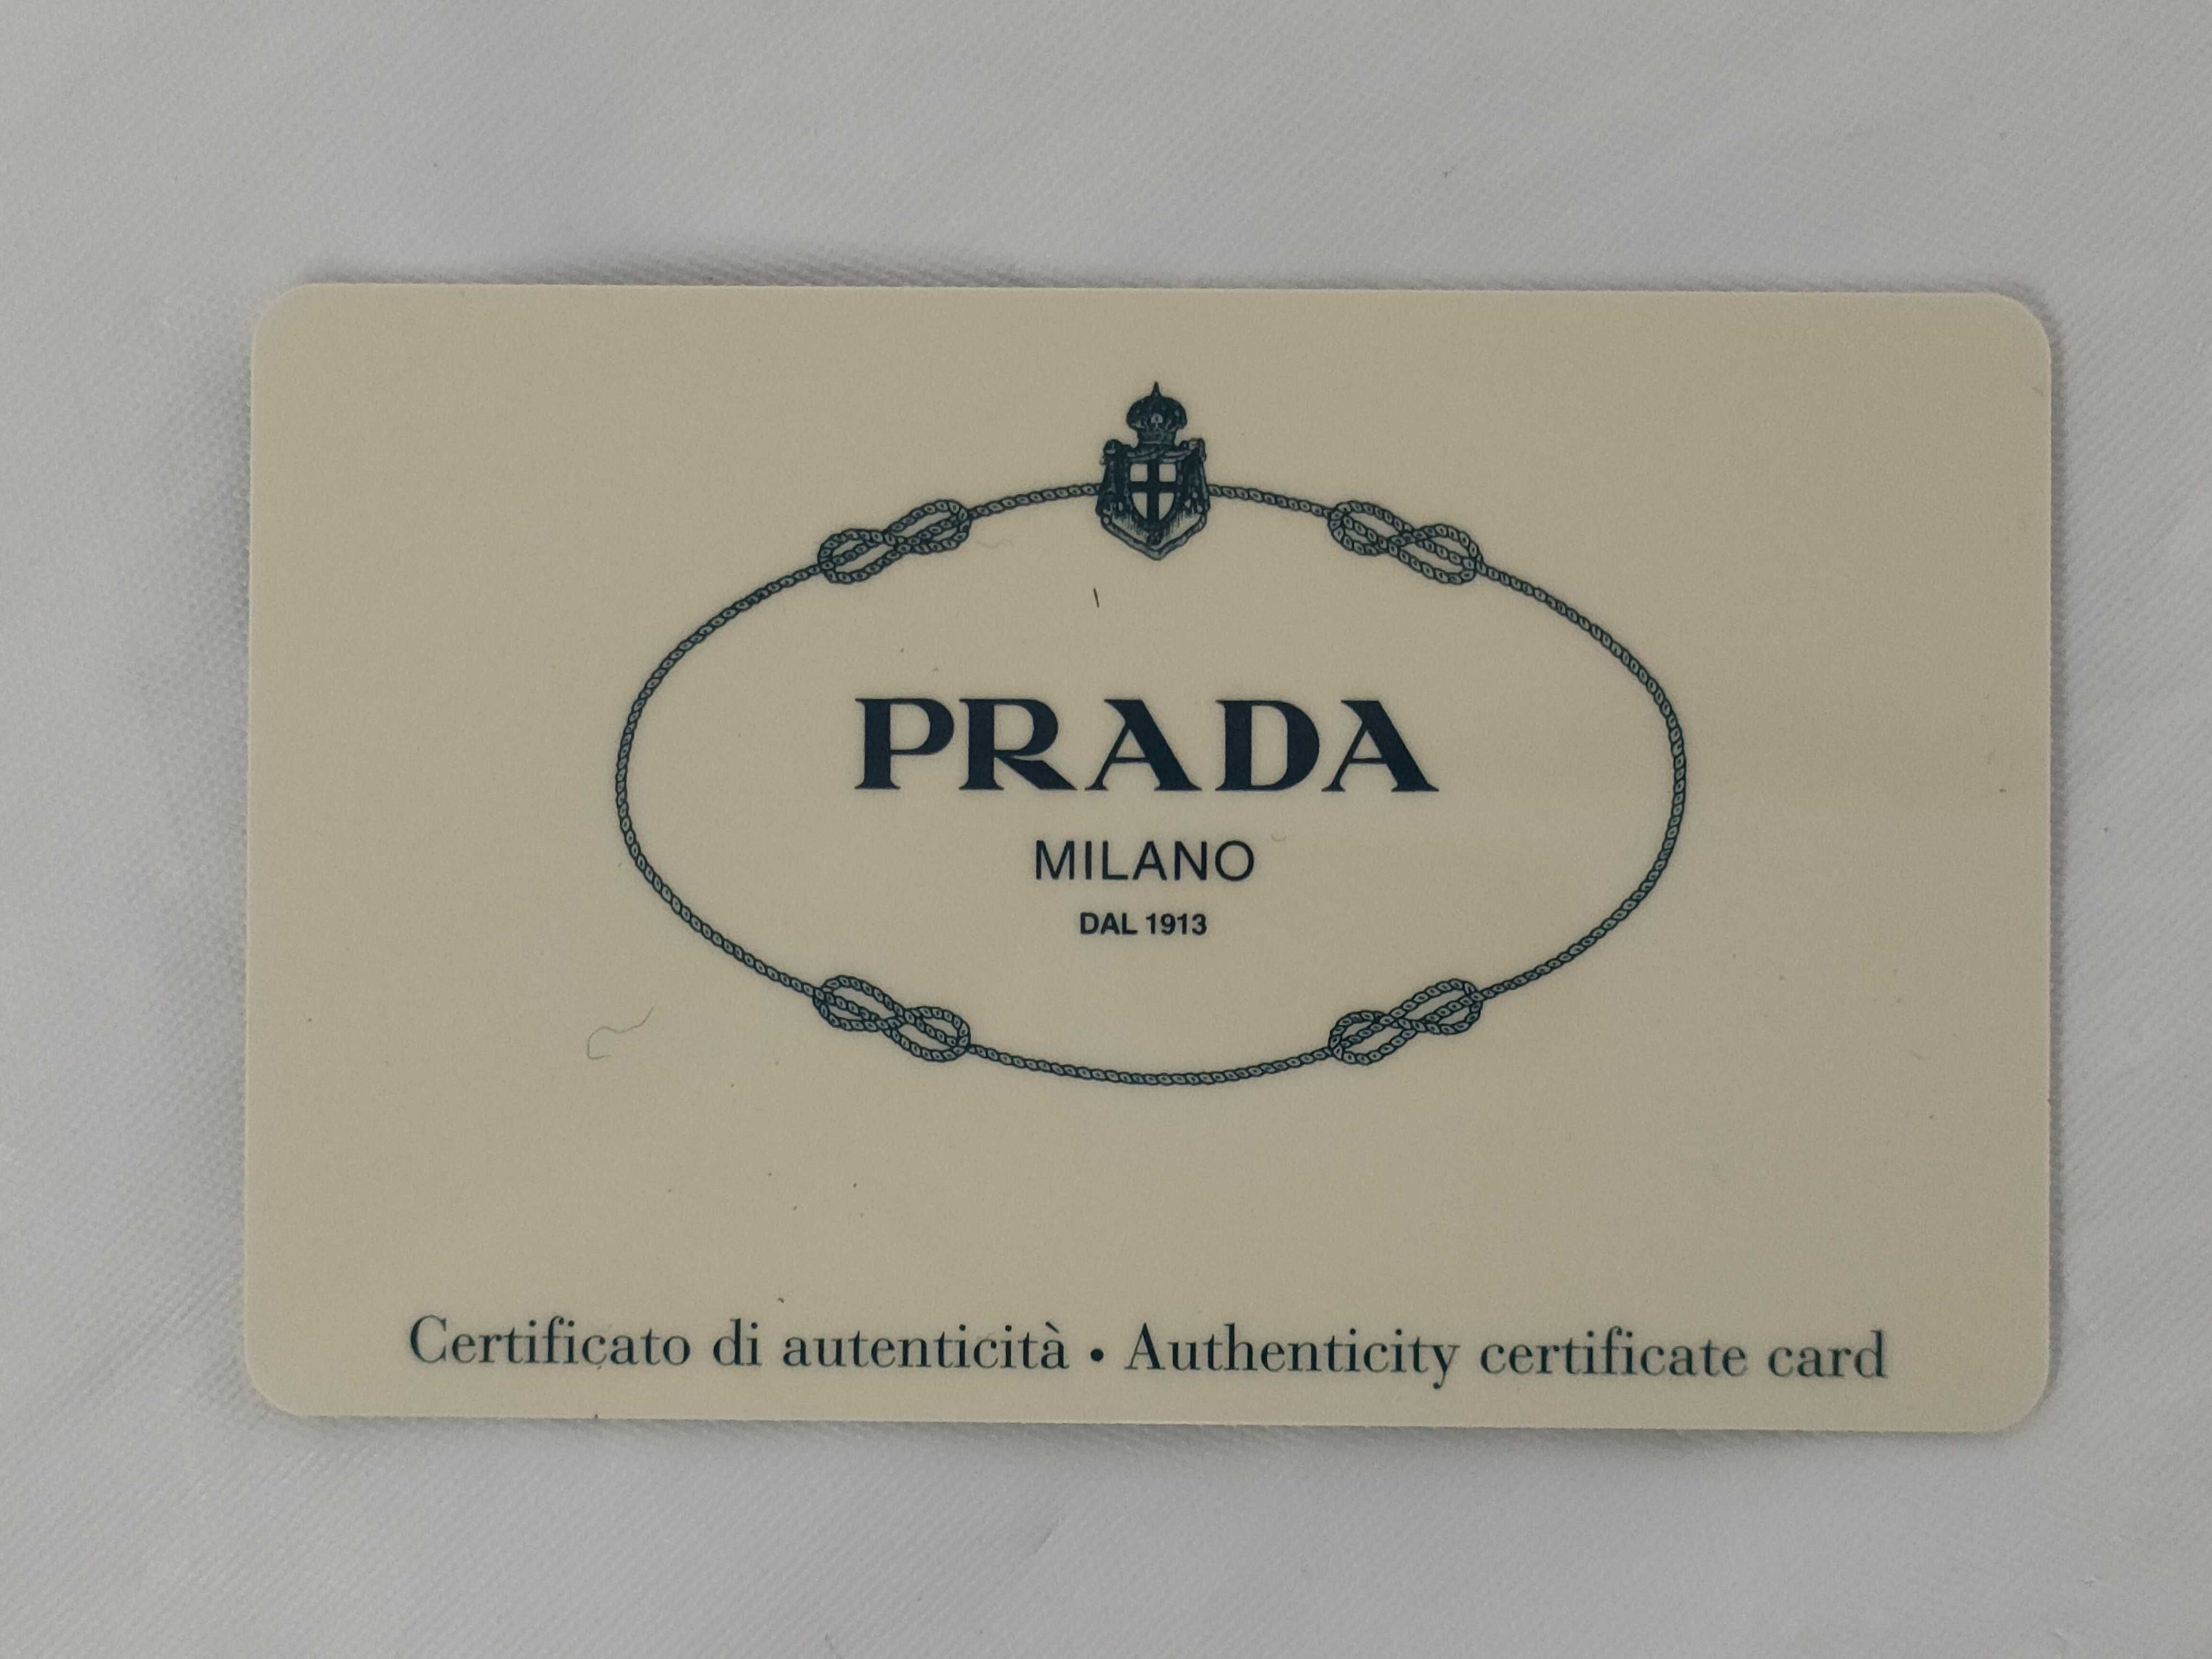 PRADA
MILANO
DAL 1913
Certificato di autenticità • Authenticity certificate card